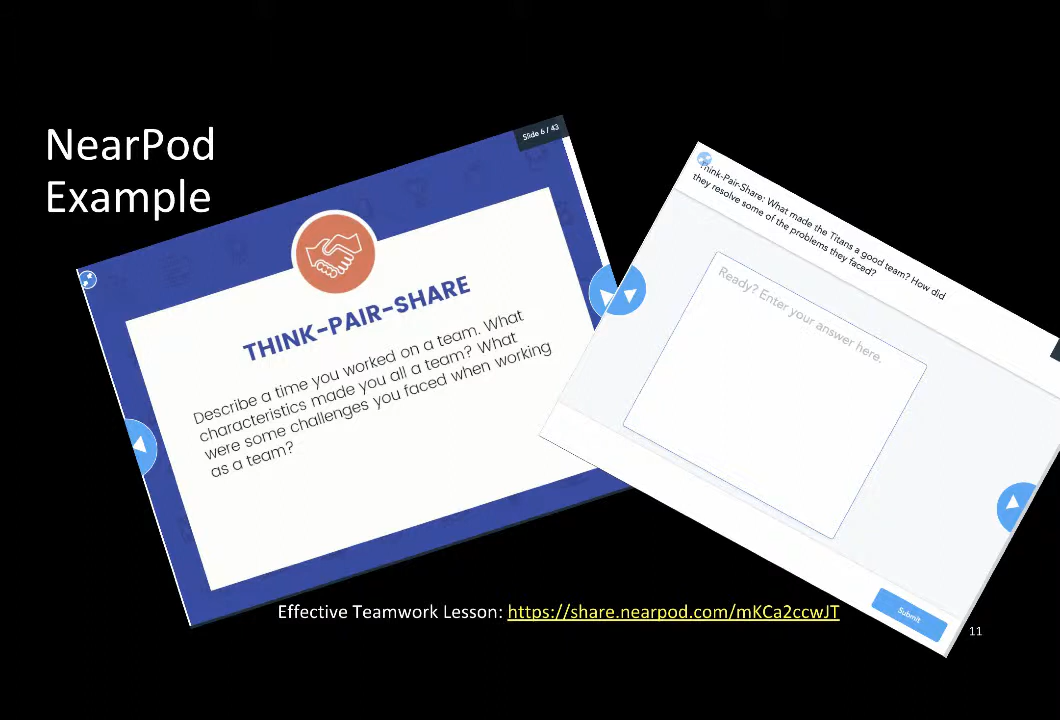 NearPod
Example
Slide 6 / 43
THINK-PAIR-SHARE
Describe a time you worked on a team. What
characteristics made you all a team? What
were some challenges you faced when working
as a team?
Think-Pair-Share: What made the Titans a good team? How did
they resolve some of the problems they faced?
Ready? Enter your answer here.
Submit
Effective Teamwork Lesson: https://share.nearpod.com/mKCa2ccwJT
11